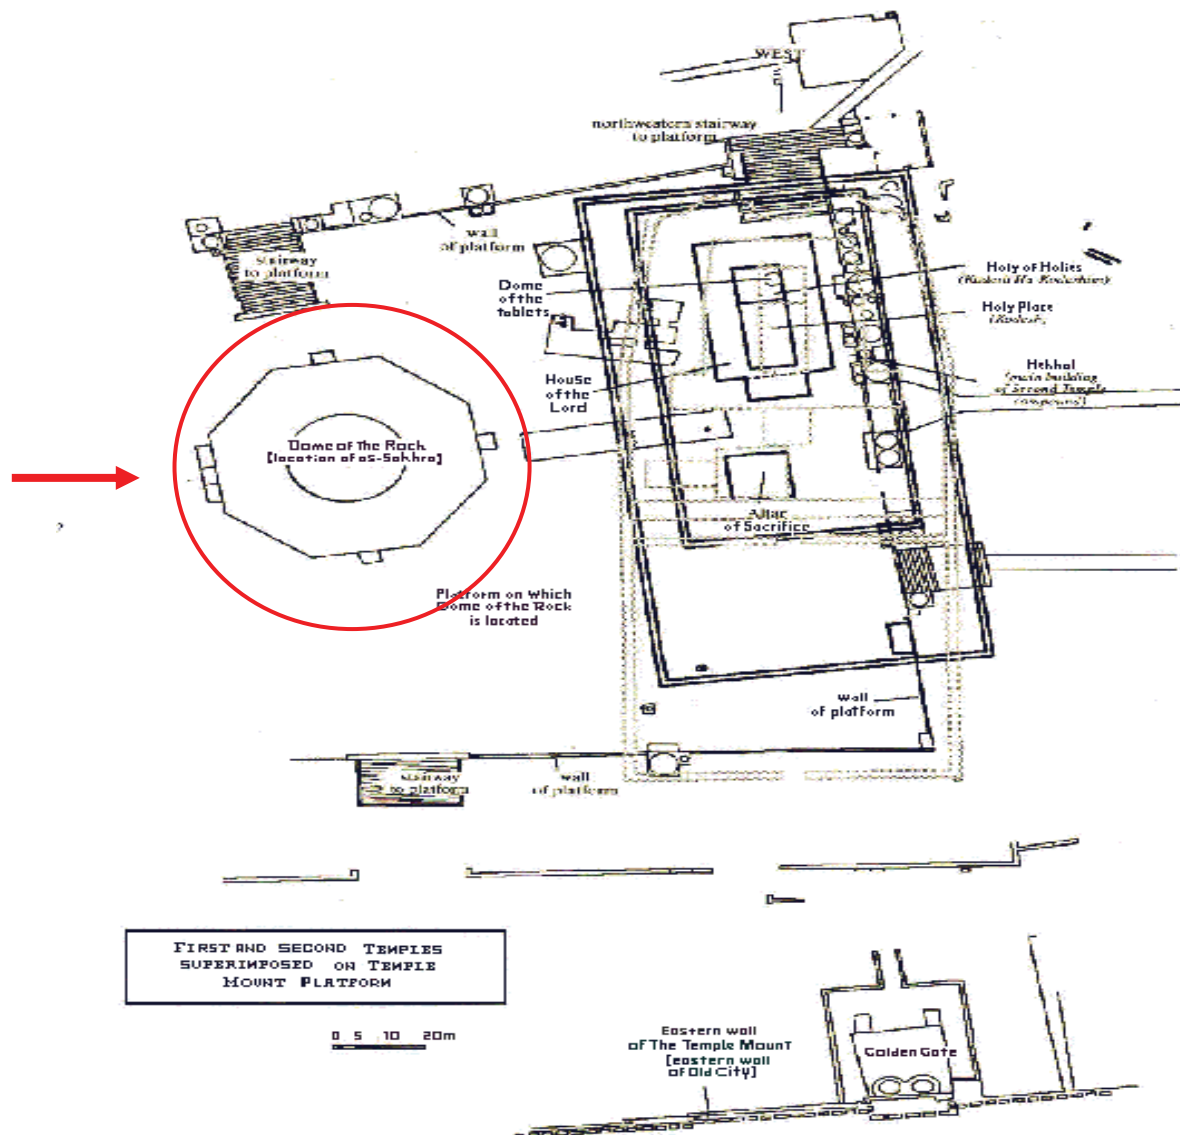 WEST
northwestern stairway
to platform
wall
of platform
stairway
to platform
Dome
of the
tablets
Holy of Holies
Holy Place
House
of the
Lord
Hekhal
(main building
of Second Temple
compound)
Dome of the Rock
[location of as-Sakhra]
Altar
of Sacrifice
Platform on which
Dome of the Rock
is located
wall
of platform
stairway
to platform
wall
of platform
FIRST AND SECOND TEMPLES
SUPERIMPOSED ON TEMPLE
MOUNT PLATFORM
0 5 10 20m
Eastern wall
of The Temple Mount
[eastern wall
of Old City]
Golden Gate